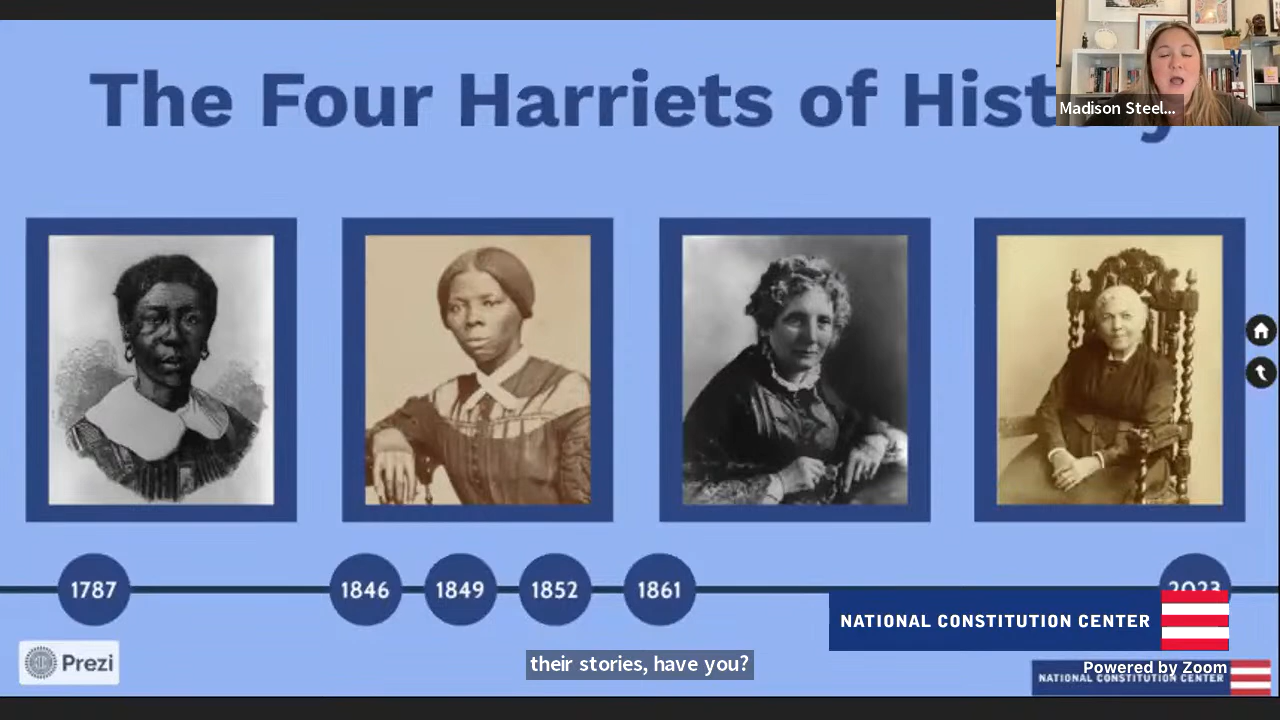 The Four Harriets of Hist
Madison Steel...
1787
1846
1849
1852
1861
2023
NATIONAL CONSTITUTION CENTER
Prezi
their stories, have you?
Powered by Zoom
NATIONAL CONSTITUTION CENTER